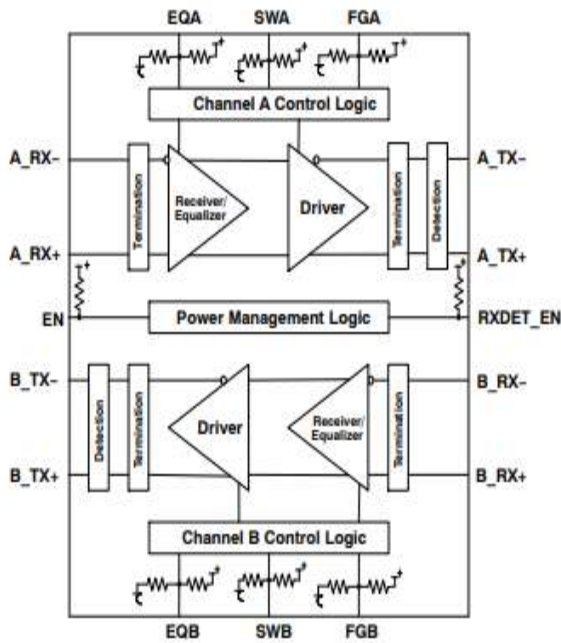 EQA SWA FGA
Channel A Control Logic
A_RX-
A_TX-
Termination
Receiver/
Equalizer
Driver
Termination
Detection
A_RX+
A_TX+
EN
Power Management Logic
RXDET_EN
B_TX-
B_RX-
Detection
Termination
Driver
Receiver/
Equalizer
Termination
B_TX+
B_RX+
Channel B Control Logic
EQB SWB FGB